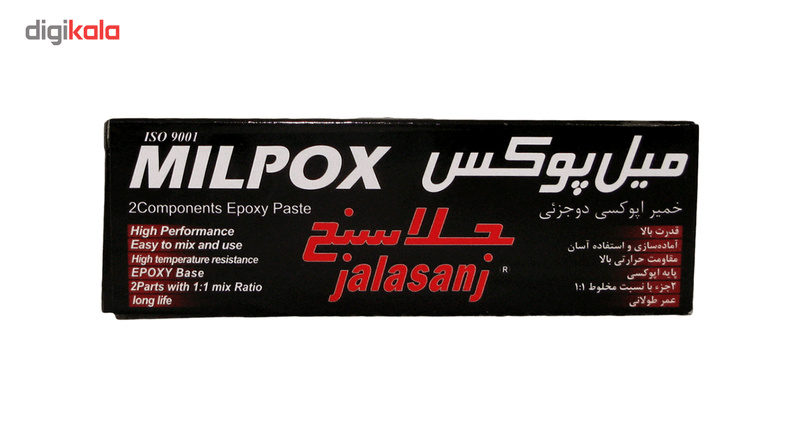 digikala
ISO 9001
MILPOX
میل پوکس
2Components Epoxy Paste
خمیر اپوکسی دوجزئی
High Performance
Easy to mix and use
High temperature resistance
EPOXY Base
2Parts with 1:1 mix Ratio
long life
جلاسنج
jalasanj ®
قدرت بالا
آماده‌سازی و استفاده آسان
مقاومت حرارتی بالا
پایه اپوکسی
۲جزء با نسبت مخلوط ۱:۱
عمر طولانی